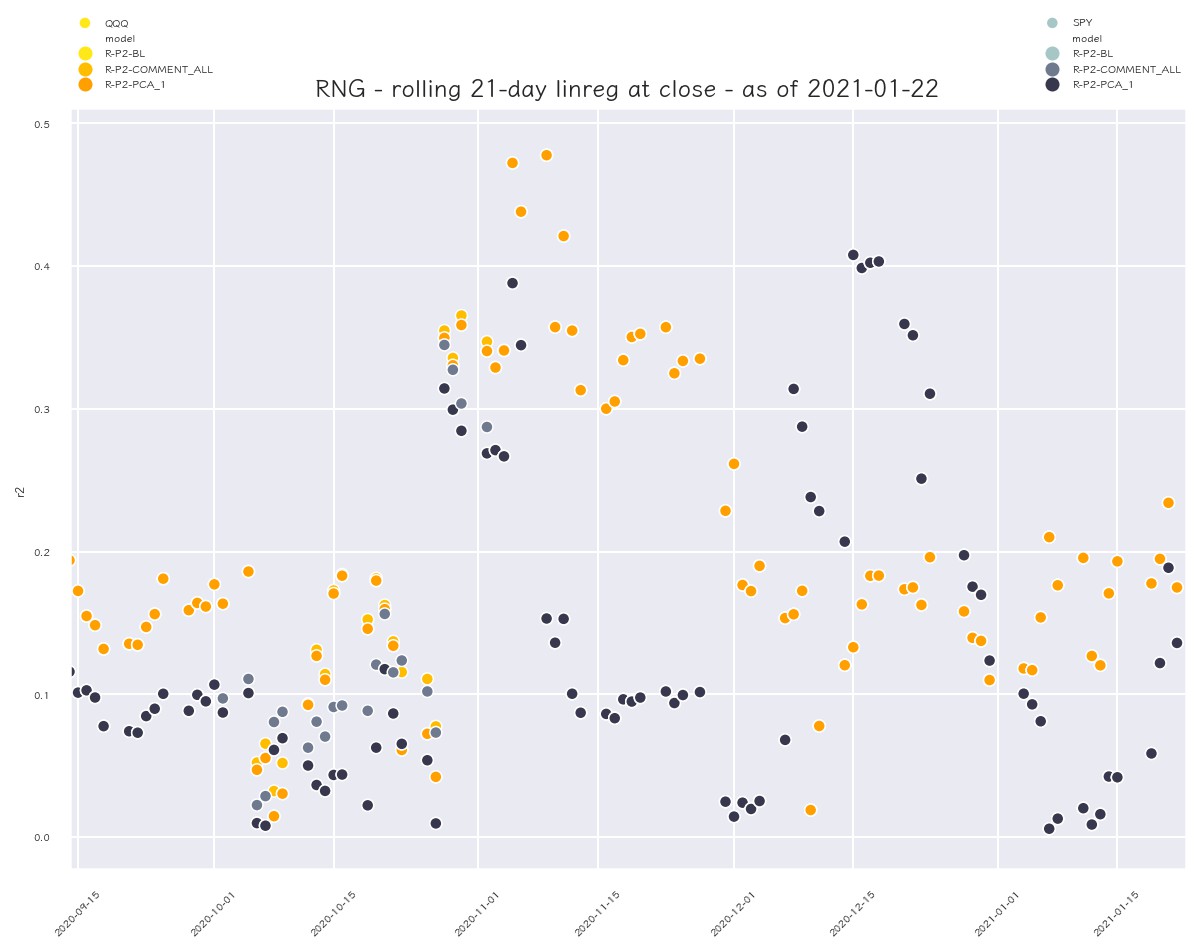 QQQ
model
R-P2-BL
R-P2-COMMENT_ALL
R-P2-PCA_1
SPY
model
R-P2-BL
R-P2-COMMENT_ALL
R-P2-PCA_1
RNG - rolling 21-day linreg at close - as of 2021-01-22
0.5
0.4
0.3
0.2
0.1
0.0
r2
2020-09-15
2020-10-01
2020-10-15
2020-11-01
2020-11-15
2020-12-01
2020-12-15
2021-01-01
2021-01-15